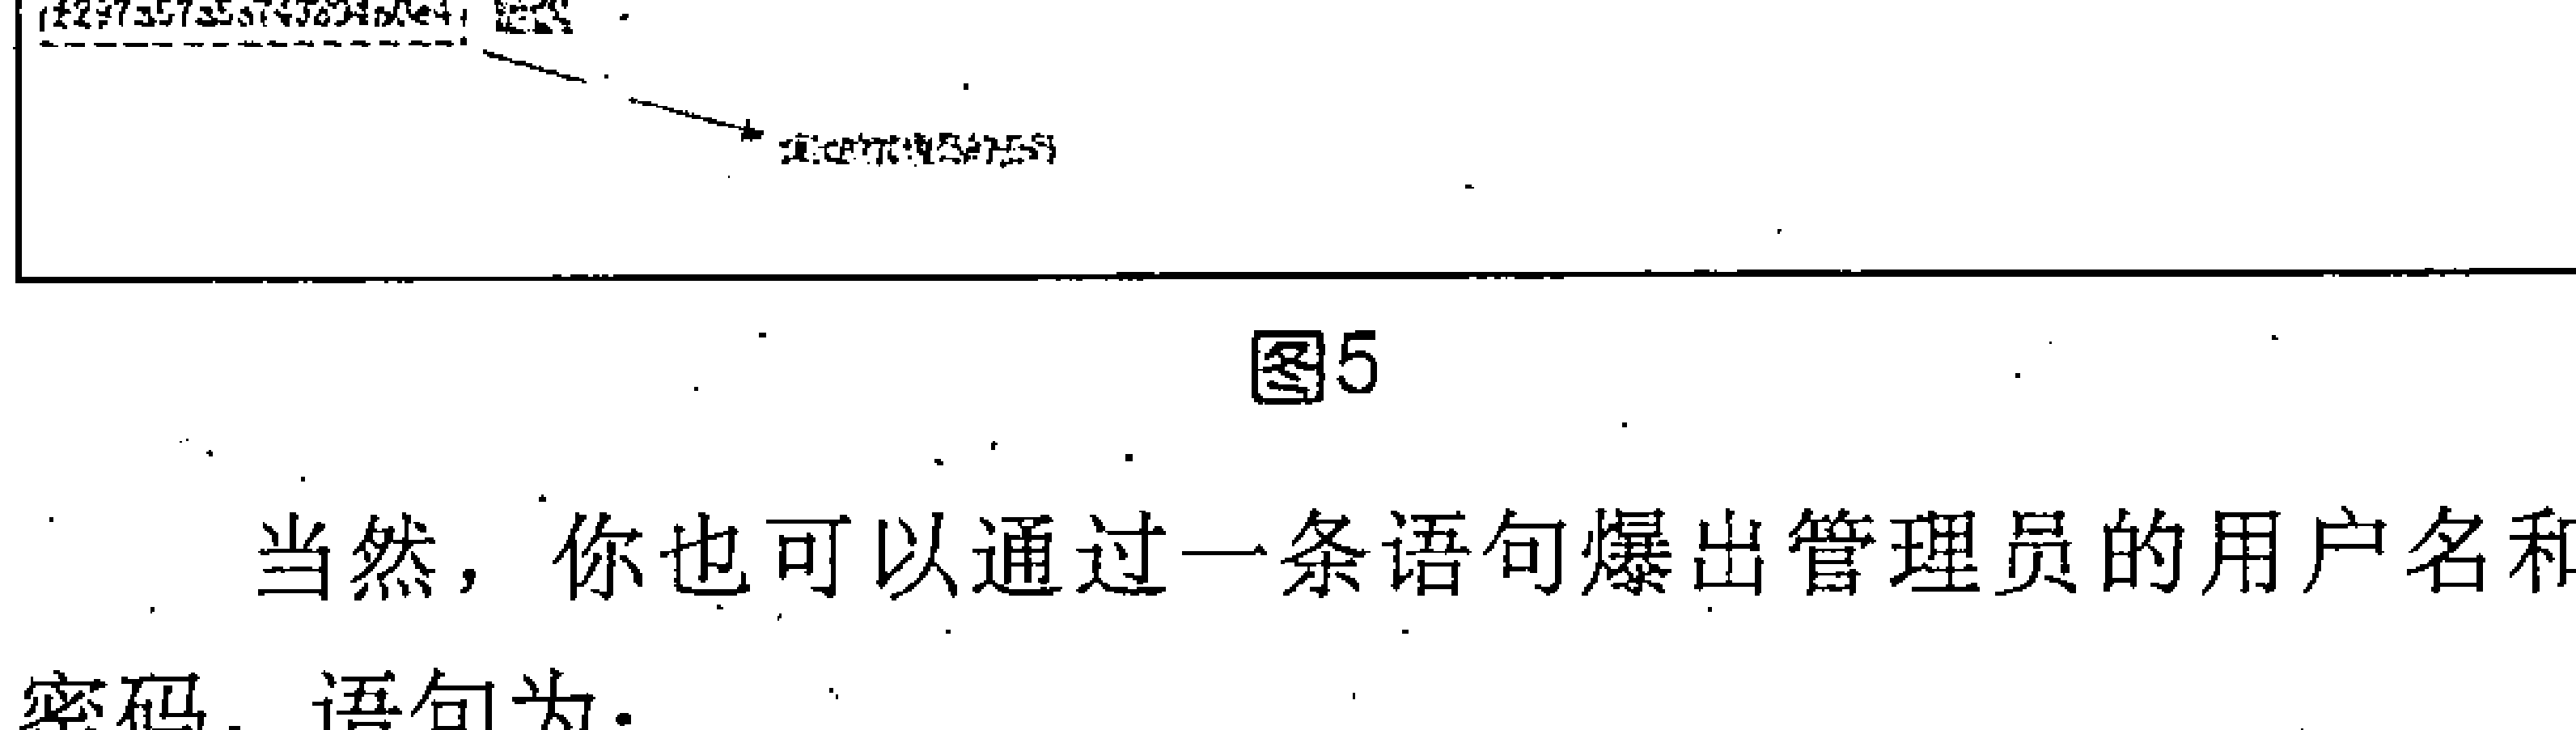 图5
当然，你也可以通过一条语句爆出管理员的用户名和
密码，语句为：